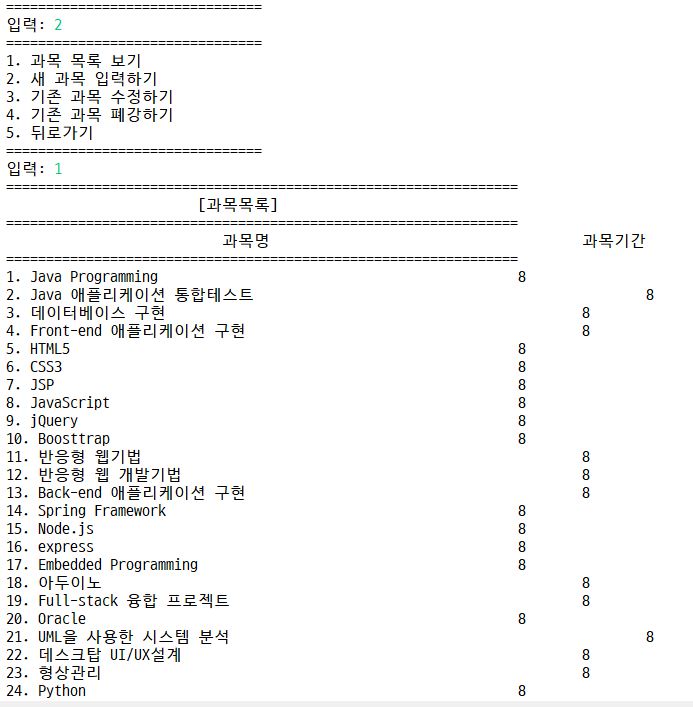 ================================
입력: 2
================================
1. 과목 목록 보기
2. 새 과목 입력하기
3. 기존 과목 수정하기
4. 기존 과목 폐강하기
5. 뒤로가기
================================
입력: 1
================================================================
[과목목록]
================================================================
과목명 과목기간
================================================================
1. Java Programming 8
2. Java 애플리케이션 통합테스트 8
3. 데이터베이스 구현 8
4. Front-end 애플리케이션 구현 8
5. HTML5 8
6. CSS3 8
7. JSP 8
8. JavaScript 8
9. jQuery 8
10. Boosttrap 8
11. 반응형 웹기법 8
12. 반응형 웹 개발기법 8
13. Back-end 애플리케이션 구현 8
14. Spring Framework 8
15. Node.js 8
16. express 8
17. Embedded Programming 8
18. 아두이노 8
19. Full-stack 융합 프로젝트 8
20. Oracle 8
21. UML을 사용한 시스템 분석 8
22. 데스크탑 UI/UX설계 8
23. 형상관리 8
24. Python 8